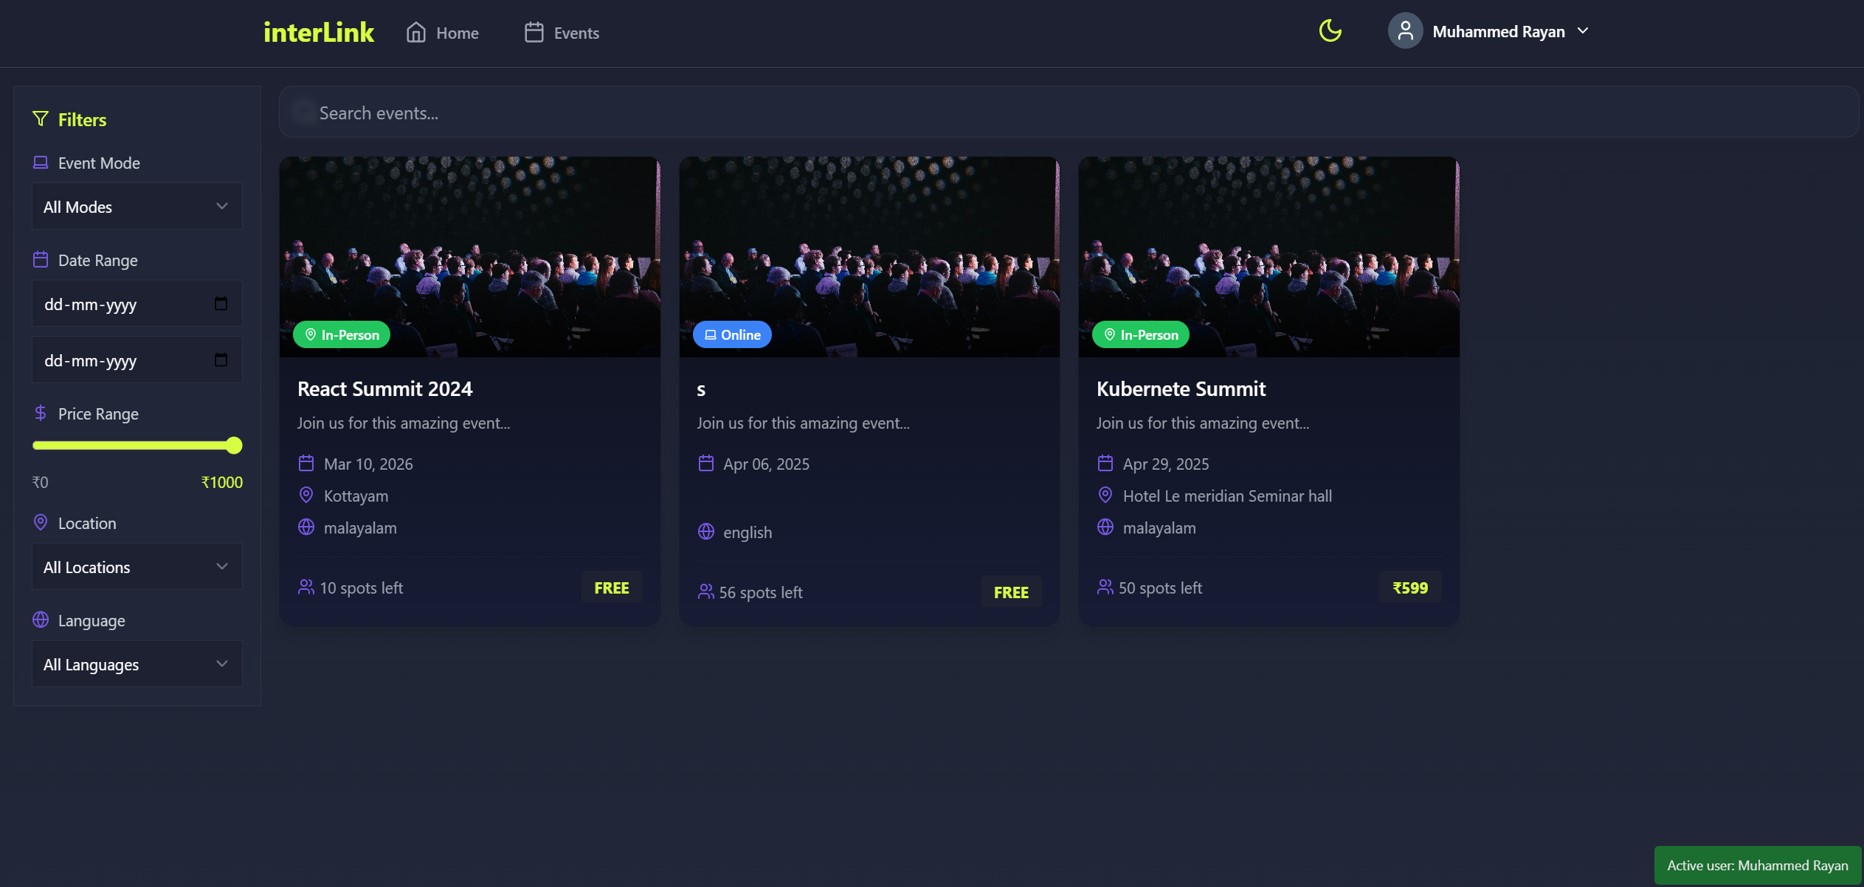 interLink
Home
Events
Muhammed Rayan
Filters
Event Mode
All Modes
Date Range
dd-mm-yyyy
dd-mm-yyyy
Price Range
₹0
₹1000
Location
All Locations
Language
All Languages
Search events...
In-Person
React Summit 2024
Join us for this amazing event...
Mar 10, 2026
Kottayam
malayalam
10 spots left
FREE
Online
s
Join us for this amazing event...
Apr 06, 2025
english
56 spots left
FREE
In-Person
Kubernete Summit
Join us for this amazing event...
Apr 29, 2025
Hotel Le meridian Seminar hall
malayalam
50 spots left
₹599
Active user: Muhammed Rayan